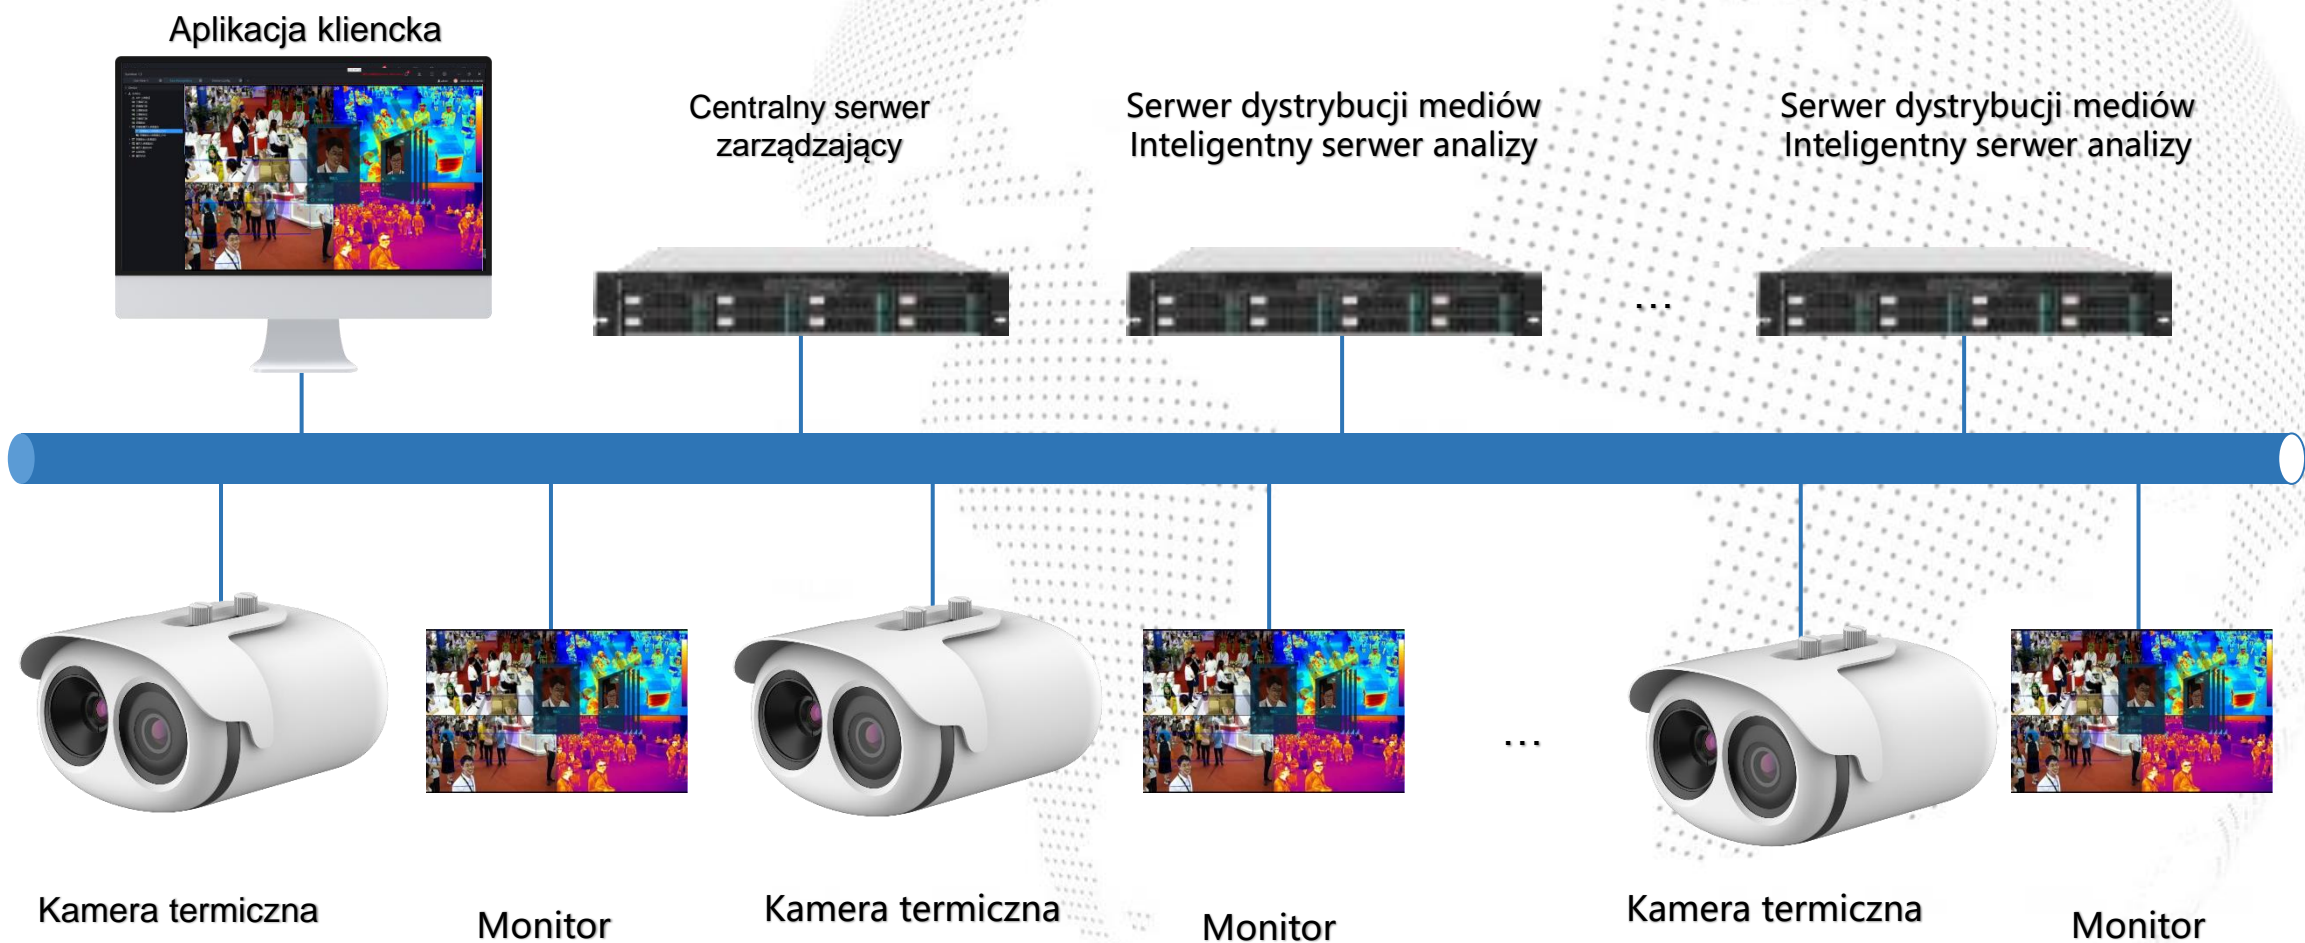 Aplikacja kliencka
Centralny serwer
zarządzający
Serwer dystrybucji mediów
Inteligentny serwer analizy
...
Serwer dystrybucji mediów
Inteligentny serwer analizy
...
Kamera termiczna
Monitor
Kamera termiczna
Monitor
Kamera termiczna
Monitor